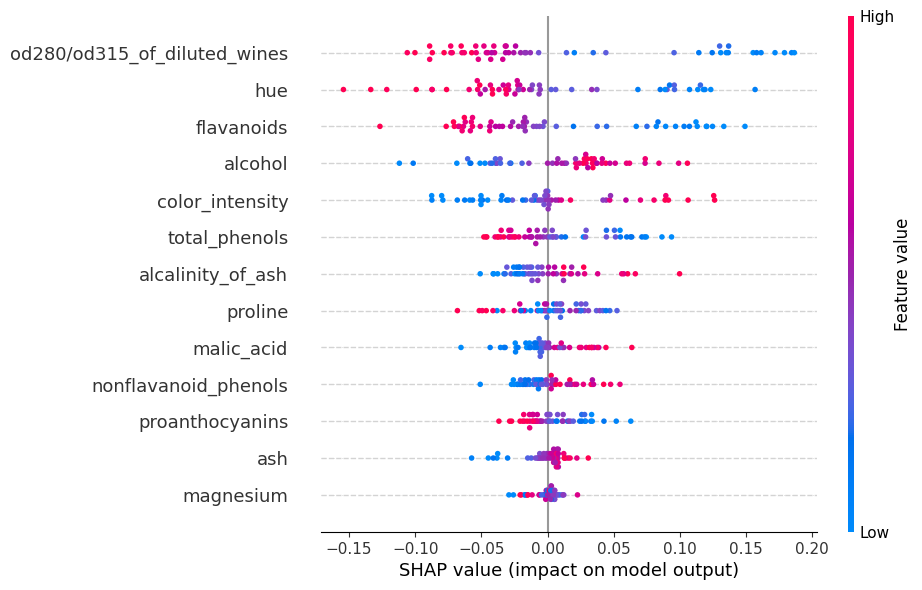 High
od280/od315_of_diluted_wines
hue
flavanoids
alcohol
color_intensity
total_phenols
alcalinity_of_ash
proline
malic_acid
nonflavanoid_phenols
proanthocyanins
ash
magnesium
Feature value
Low
−0.15 −0.10 −0.05 0.00 0.05 0.10 0.15 0.20
SHAP value (impact on model output)